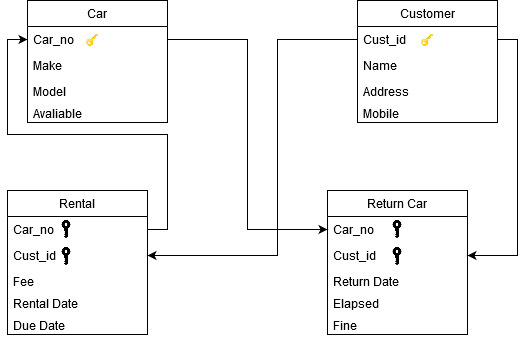 Car
Car_no
Make
Model
Avaliable
Customer
Cust_id
Name
Address
Mobile
Rental
Car_no
Cust_id
Fee
Rental Date
Due Date
Return Car
Car_no
Cust_id
Return Date
Elapsed
Fine